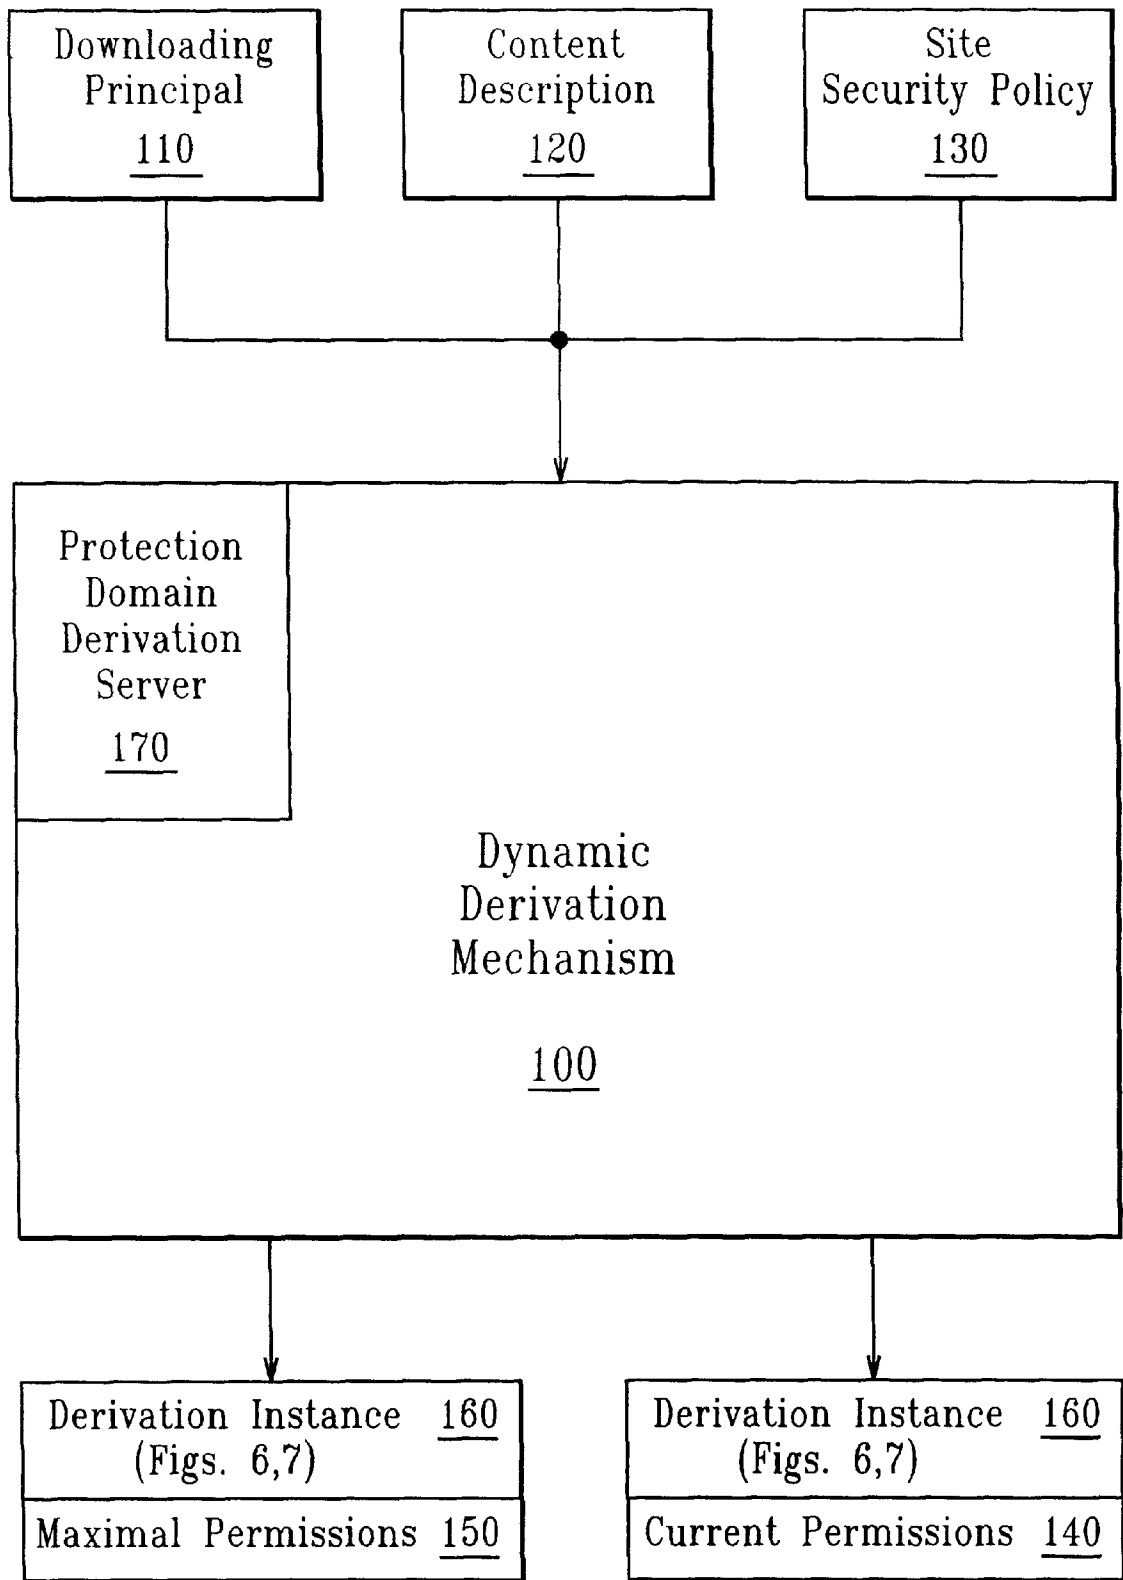 Downloading
Principal
110
Content
Description
120
Site
Security Policy
130
Protection
Domain
Derivation
Server
170
Dynamic
Derivation
Mechanism
100
Derivation Instance 160
(Figs. 6,7)
Maximal Permissions 150
Derivation Instance 160
(Figs. 6,7)
Current Permissions 140